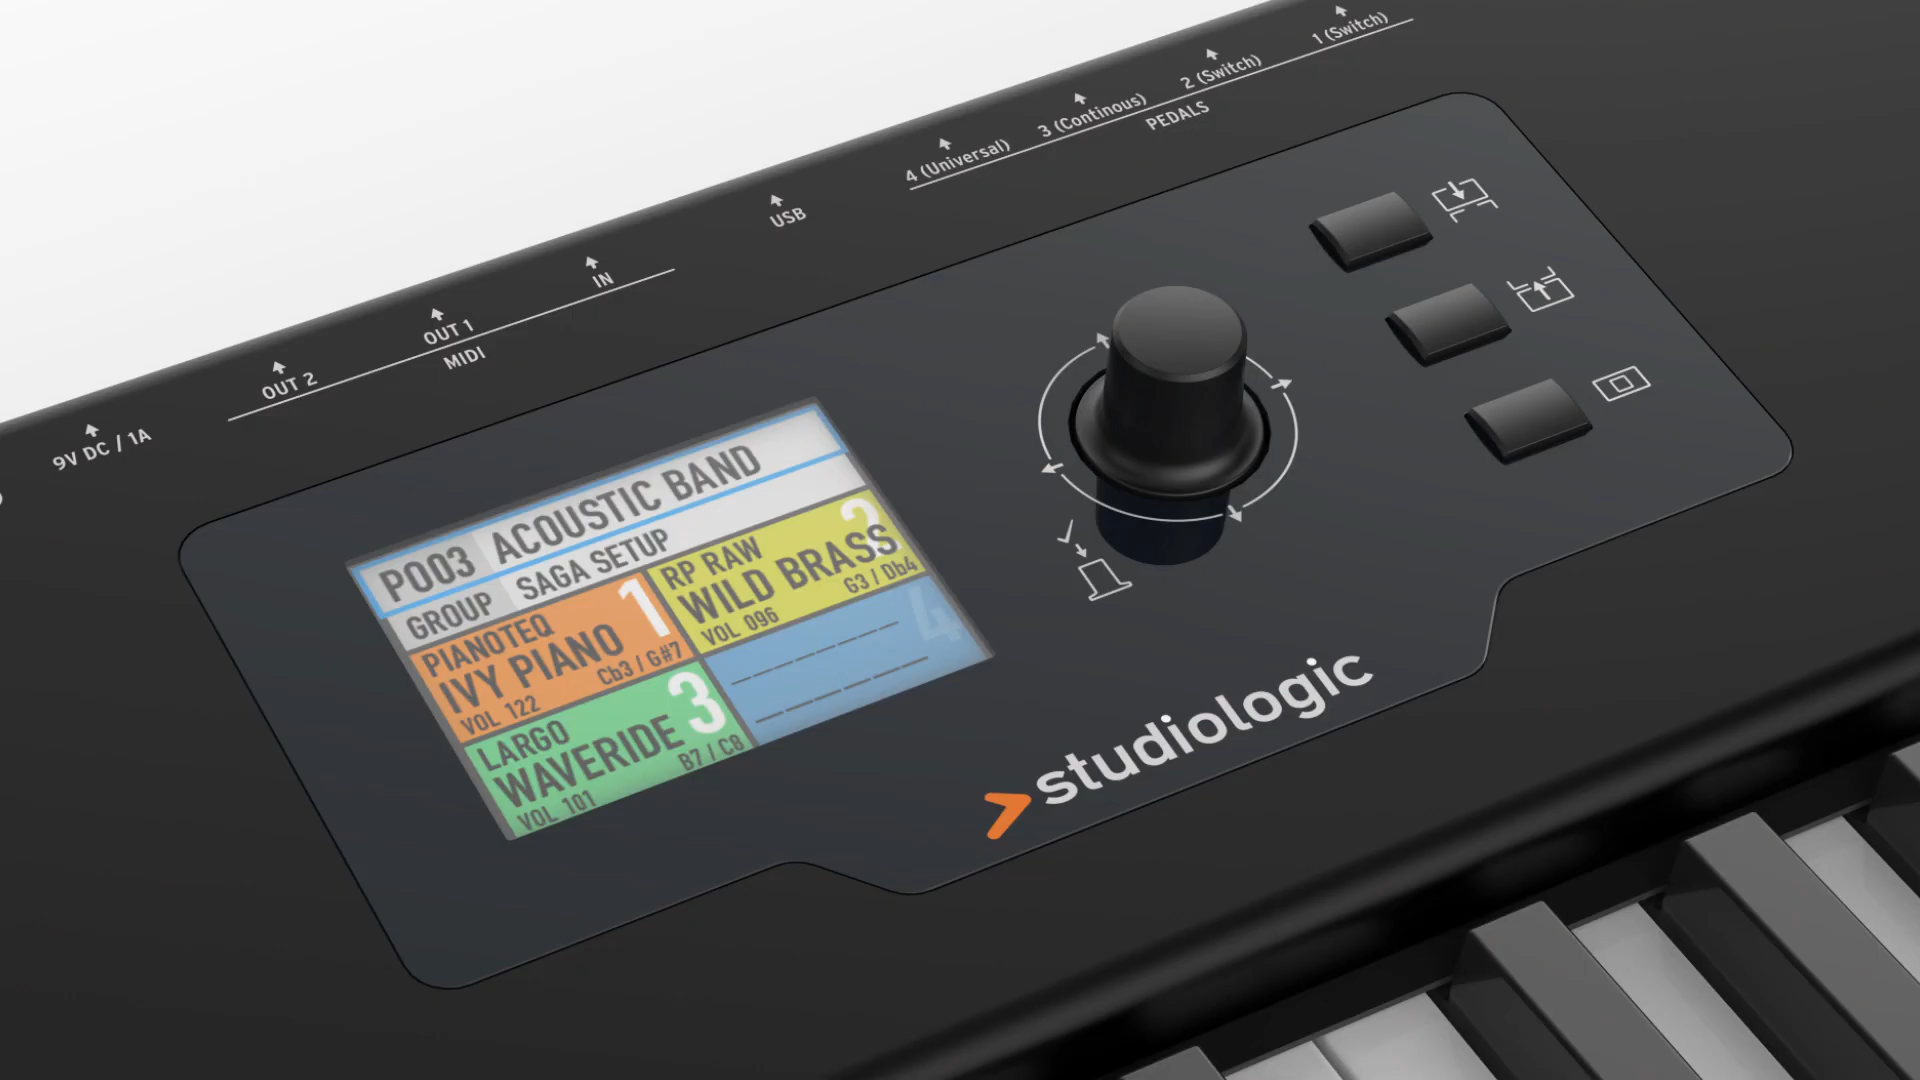 1 (Switch)
2 (Switch)
3 (Continous)
4 (Universal)
PEDALS
USB
IN
OUT 1
OUT 2
MIDI
9V DC / 1A
P003 ACOUSTIC BAND
GROUP SAGA SETUP
PIANOTEQ 1
IVY PIANO
VOL 122 Cb3 / G#7
RP RAW 2
WILD BRASS
VOL 096 G3 / Db4
LARGO 3
WAVERIDE
VOL 101 B7 / C8
4
studiologic